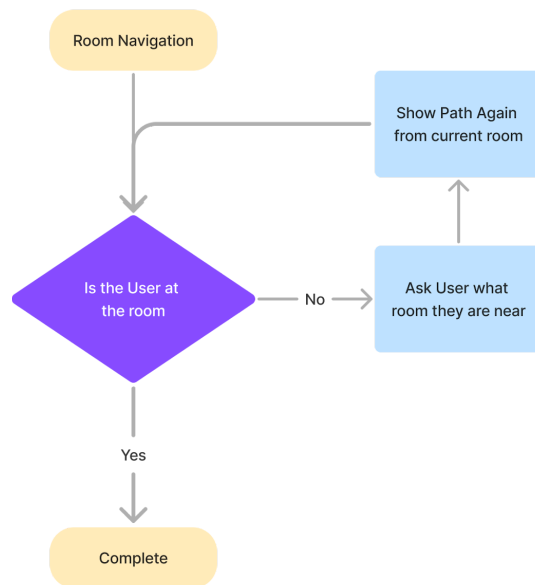 Room Navigation
Show Path Again
from current room
Is the User at
the room
No
Ask User what
room they are near
Yes
Complete